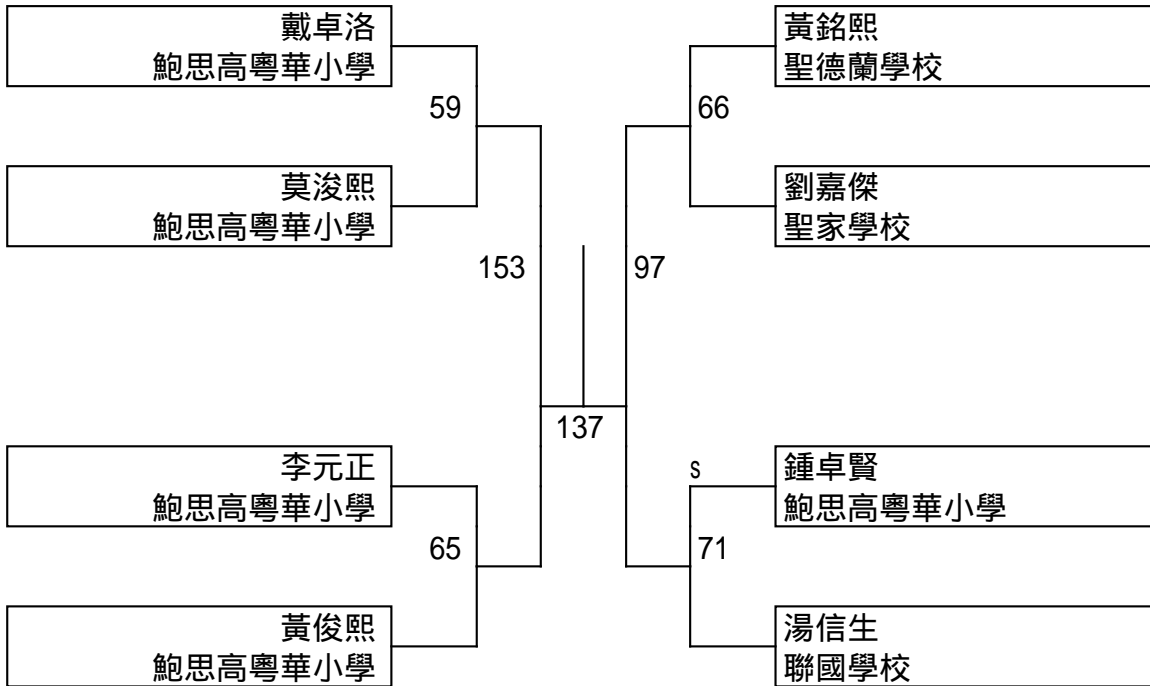 戴卓洛
鮑思高粵華小學
59
莫浚熙
鮑思高粵華小學
153
李元正
鮑思高粵華小學
65
黃俊熙
鮑思高粵華小學
137
黃銘熙
聖德蘭學校
66
劉嘉傑
聖家學校
97
s
鍾卓賢
鮑思高粵華小學
71
湯信生
聯國學校